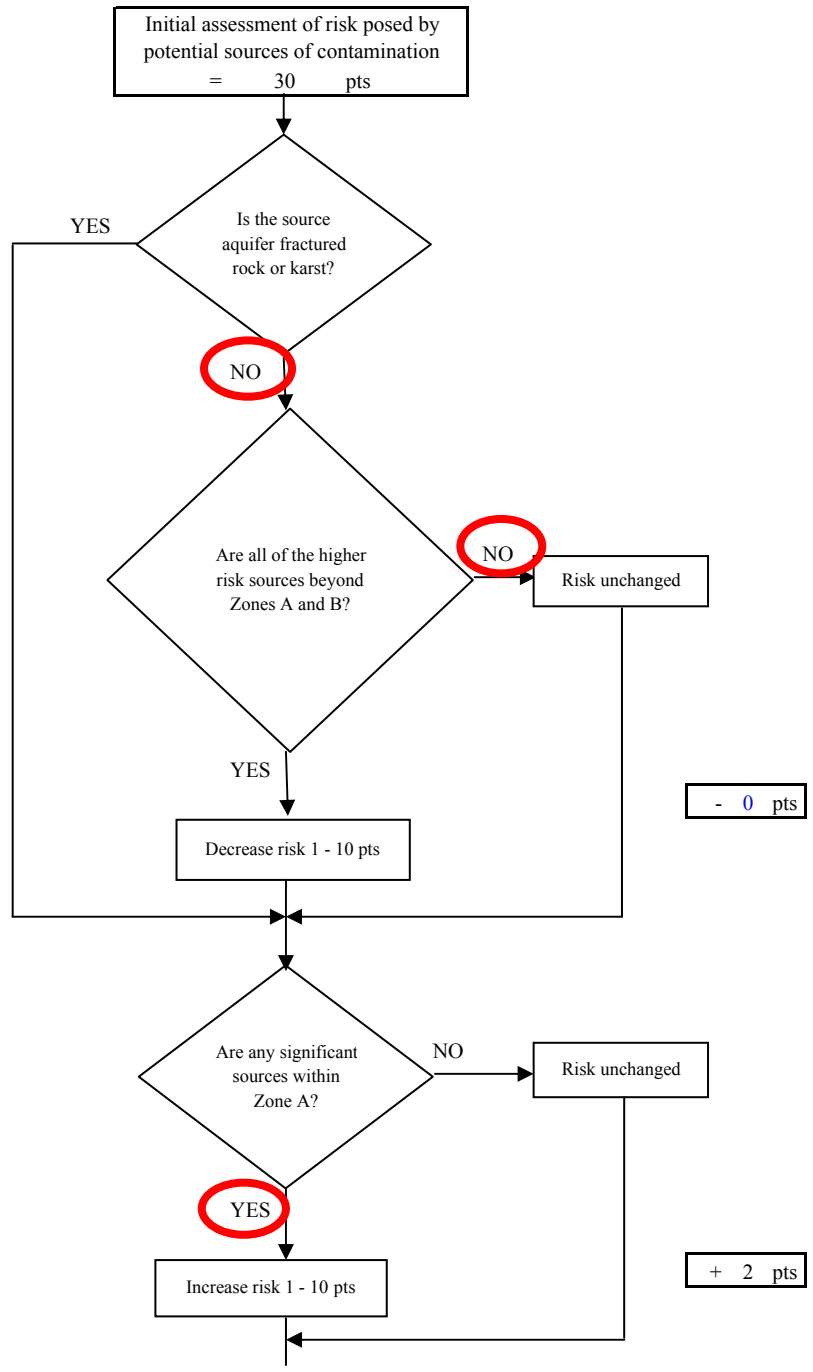 Initial assessment of risk posed by
potential sources of contamination
= 30 pts
YES
Is the source
aquifer fractured
rock or karst?
NO
Are all of the higher
risk sources beyond
Zones A and B?
NO
Risk unchanged
YES
- 0 pts
Decrease risk 1 - 10 pts
Are any significant
sources within
Zone A?
NO
Risk unchanged
YES
+ 2 pts
Increase risk 1 - 10 pts